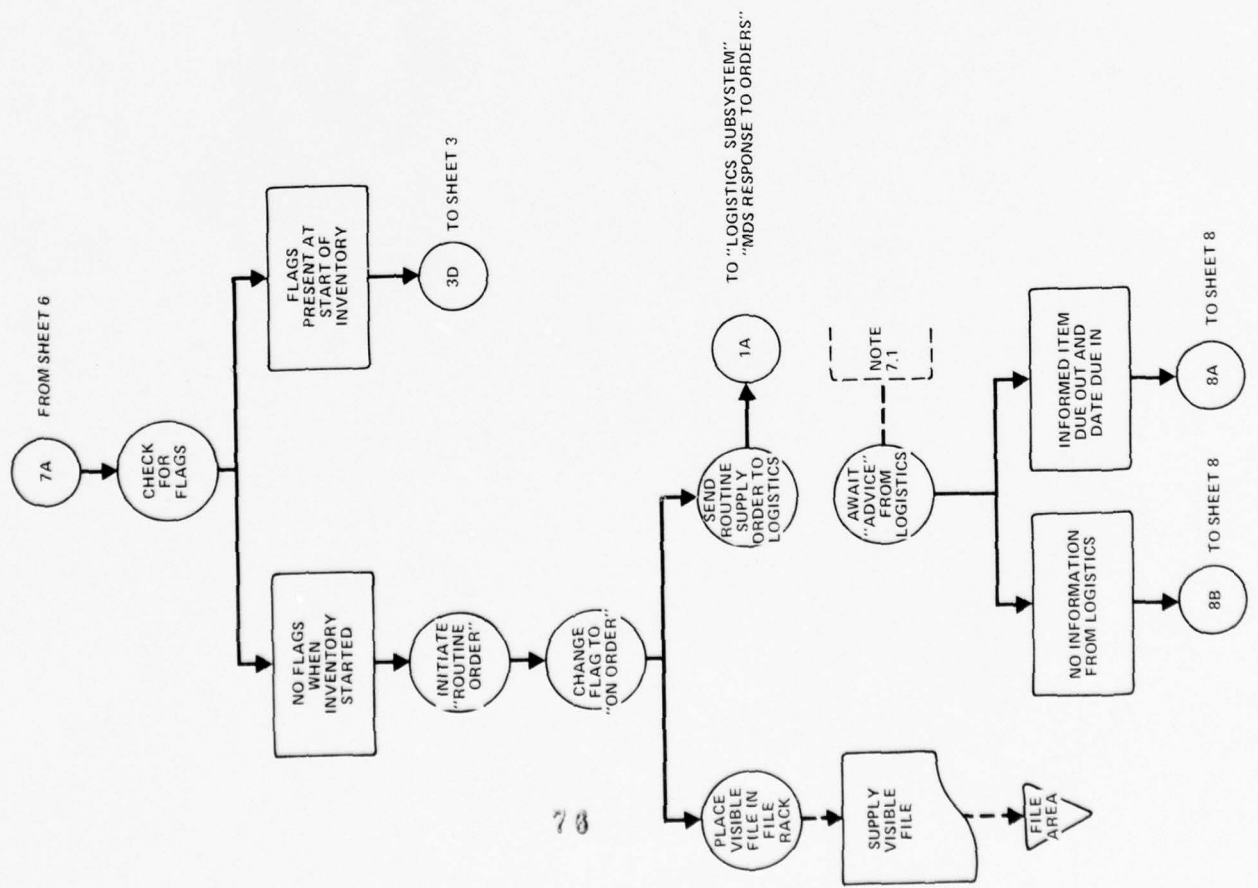 7A
FROM SHEET 6
CHECK
FOR
FLAGS
NO FLAGS
WHEN
INVENTORY
STARTED
FLAGS
PRESENT AT
START OF
INVENTORY
3D
TO SHEET 3
INITIATE
"ROUTINE
ORDER"
CHANGE
FLAG TO
"ON ORDER"
PLACE
VISIBLE
FILE IN
FILE
RACK
SUPPLY
VISIBLE
FILE
FILE
AREA
SEND
ROUTINE
SUPPLY
ORDER TO
LOGISTICS
1A
TO "LOGISTICS SUBSYSTEM"
"MDS RESPONSE TO ORDERS"
AWAIT
"ADVICE"
FROM
LOGISTICS
NOTE
7.1
NO INFORMATION
FROM LOGISTICS
8B
TO SHEET 8
INFORMED ITEM
DUE OUT AND
DATE DUE IN
8A
TO SHEET 8
76